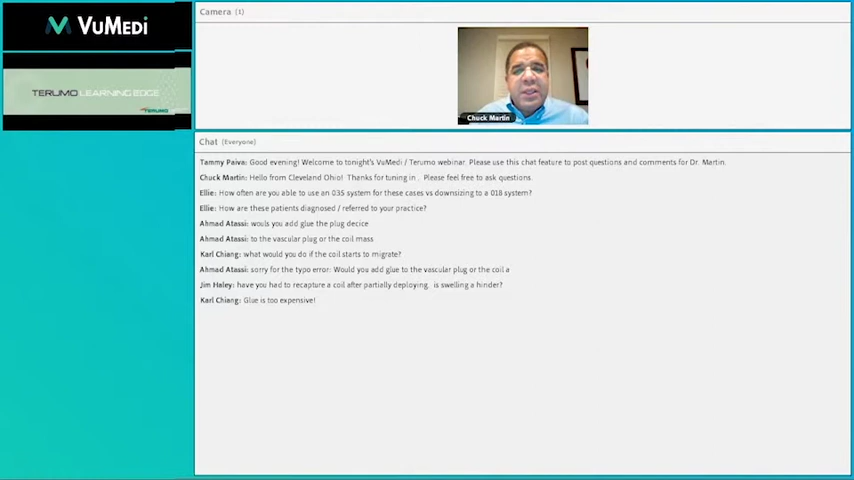 VuMedi
TERUMO LEARNING EDGE
TERUMO
Camera (1)
Chuck Martin
Chat (Everyone)
Tammy Paiva: Good evening! Welcome to tonight's VuMedi / Terumo webinar. Please use this chat feature to post questions and comments for Dr. Martin.
Chuck Martin: Hello from Cleveland Ohio! Thanks for tuning in . Please feel free to ask questions.
Ellie: How often are you able to use an 035 system for these cases vs downsizing to a 018 system?
Ellie: How are these patients diagnosed / referred to your practice?
Ahmad Atassi: wouls you add glue the plug decice
Ahmad Atassi: to the vascular plug or the coil mass
Karl Chiang: what would you do if the coil starts to migrate?
Ahmad Atassi: sorry for the typo error: Would you add glue to the vascular plug or the coil a
Jim Haley: have you had to recapture a coil after partially deploying. is swelling a hinder?
Karl Chiang: Glue is too expensive!